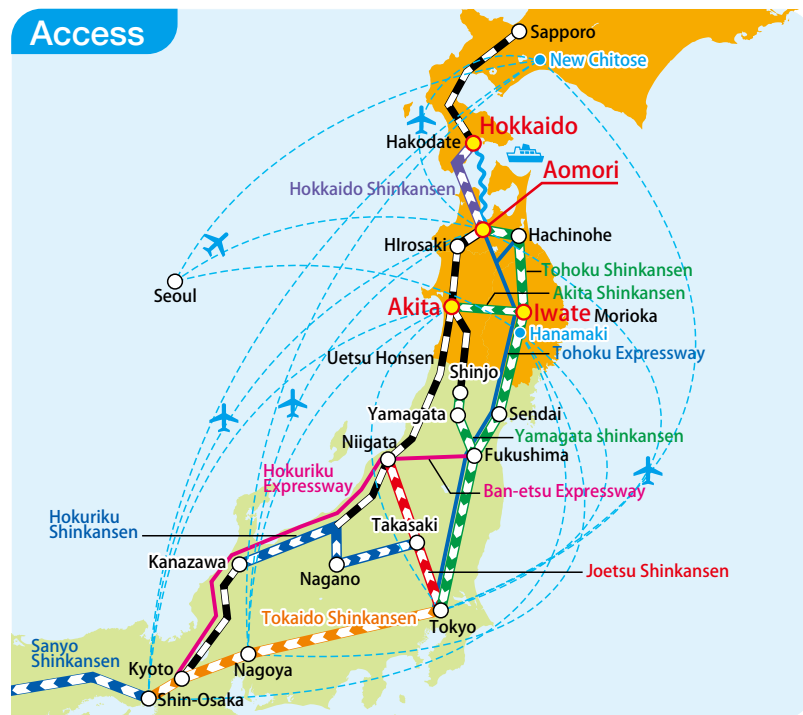 Access
Sapporo
New Chitose
Hokkaido
Hakodate
Aomori
Hokkaido Shinkansen
HIrosaki
Hachinohe
Tohoku Shinkansen
Seoul
Akita Shinkansen
Akita
Iwate Morioka
Hanamaki
Uetsu Honsen
Tohoku Expressway
Shinjo
Yamagata
Sendai
Yamagata shinkansen
Niigata
Fukushima
Hokuriku
Expressway
Ban-etsu Expressway
Hokuriku
Shinkansen
Takasaki
Kanazawa
Nagano
Joetsu Shinkansen
Tokaido Shinkansen
Tokyo
Sanyo
Shinkansen
Kyoto
Nagoya
Shin-Osaka